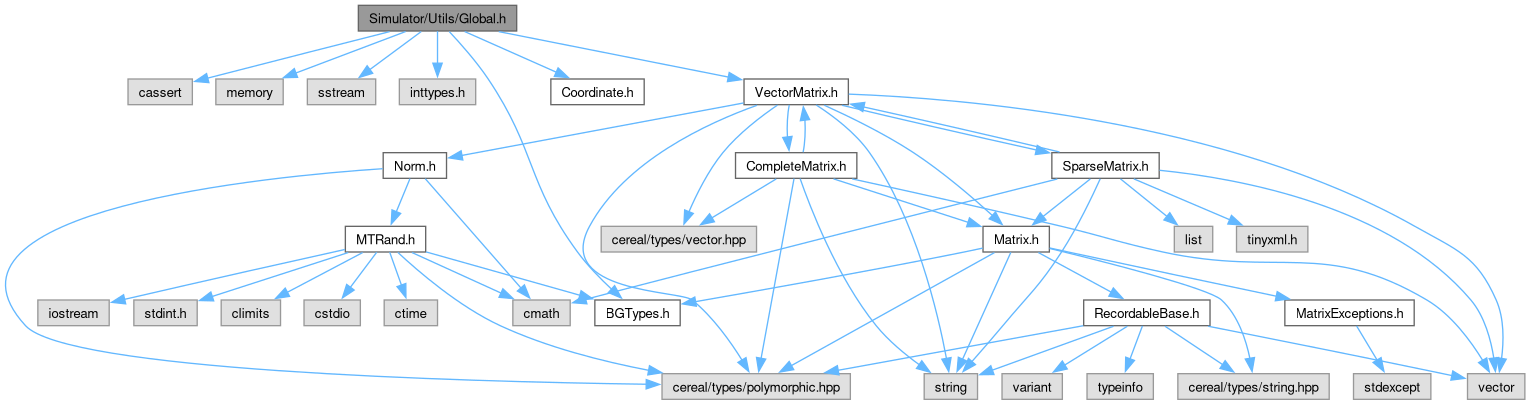 Simulator/Utils/Global.h
cassert
memory
sstream
inttypes.h
Coordinate.h
VectorMatrix.h
Norm.h
CompleteMatrix.h
SparseMatrix.h
MTRand.h
cereal/types/vector.hpp
Matrix.h
list
tinyxml.h
iostream
stdint.h
climits
cstdio
ctime
cmath
BGTypes.h
RecordableBase.h
MatrixExceptions.h
cereal/types/polymorphic.hpp
string
variant
typeinfo
cereal/types/string.hpp
stdexcept
vector